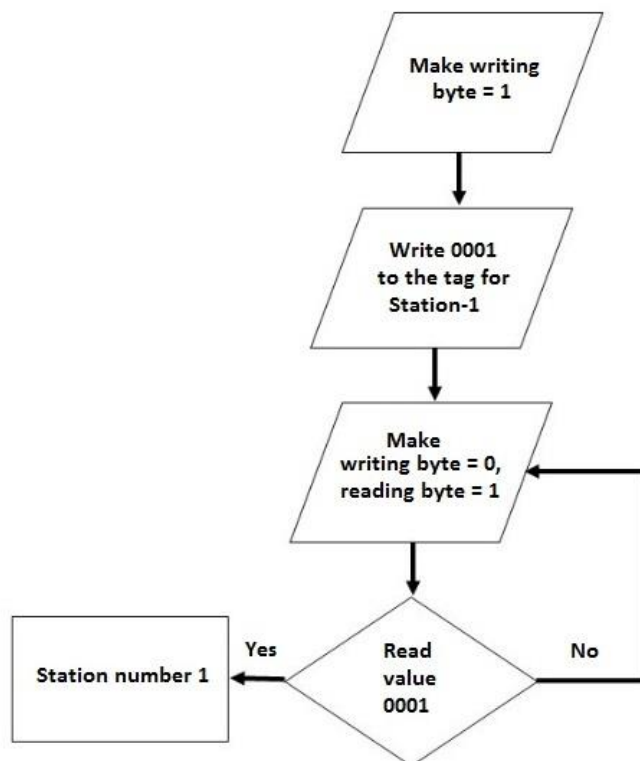 Make writing
byte = 1
Write 0001
to the tag for
Station-1
Make
writing byte = 0,
reading byte = 1
Read
value
0001
Yes
No
Station number 1